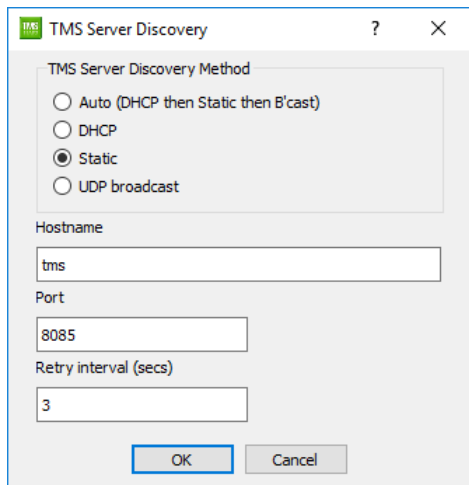 TMS
TMS Server Discovery ?
TMS Server Discovery Method
Auto (DHCP then Static then B'cast)
DHCP
Static
UDP broadcast
Hostname
tms
Port
8085
Retry interval (secs)
3
OK Cancel